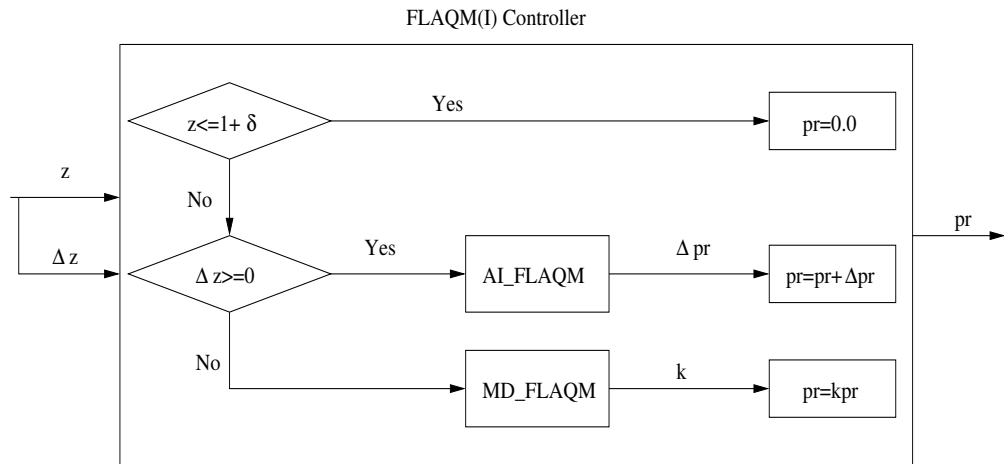 FLAQM(I) Controller
Yes
z<=1+ δ
pr=0.0
z
No
pr
Δ z
Yes
Δ pr
Δ z>=0
AI_FLAQM
pr=pr+Δpr
No
k
MD_FLAQM
pr=kpr